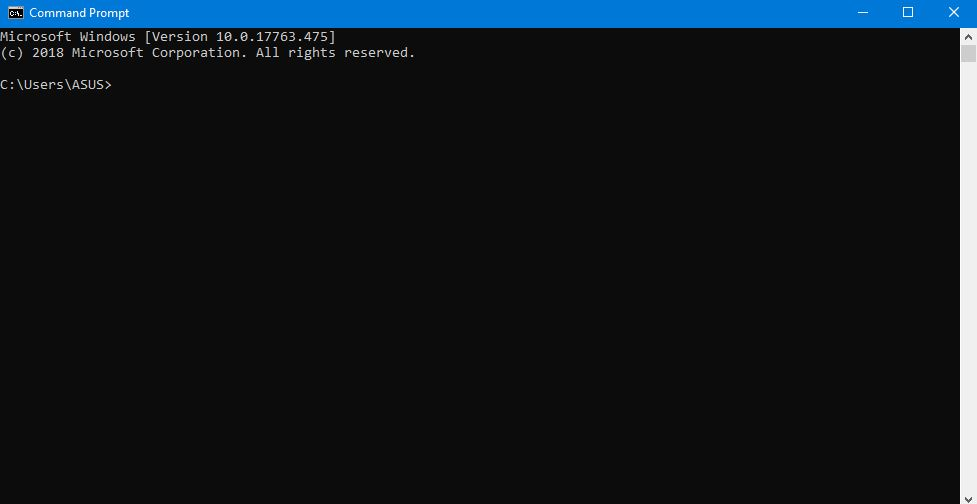 Command Prompt
Microsoft Windows [Version 10.0.17763.475]
(c) 2018 Microsoft Corporation. All rights reserved.
C:\Users\ASUS>